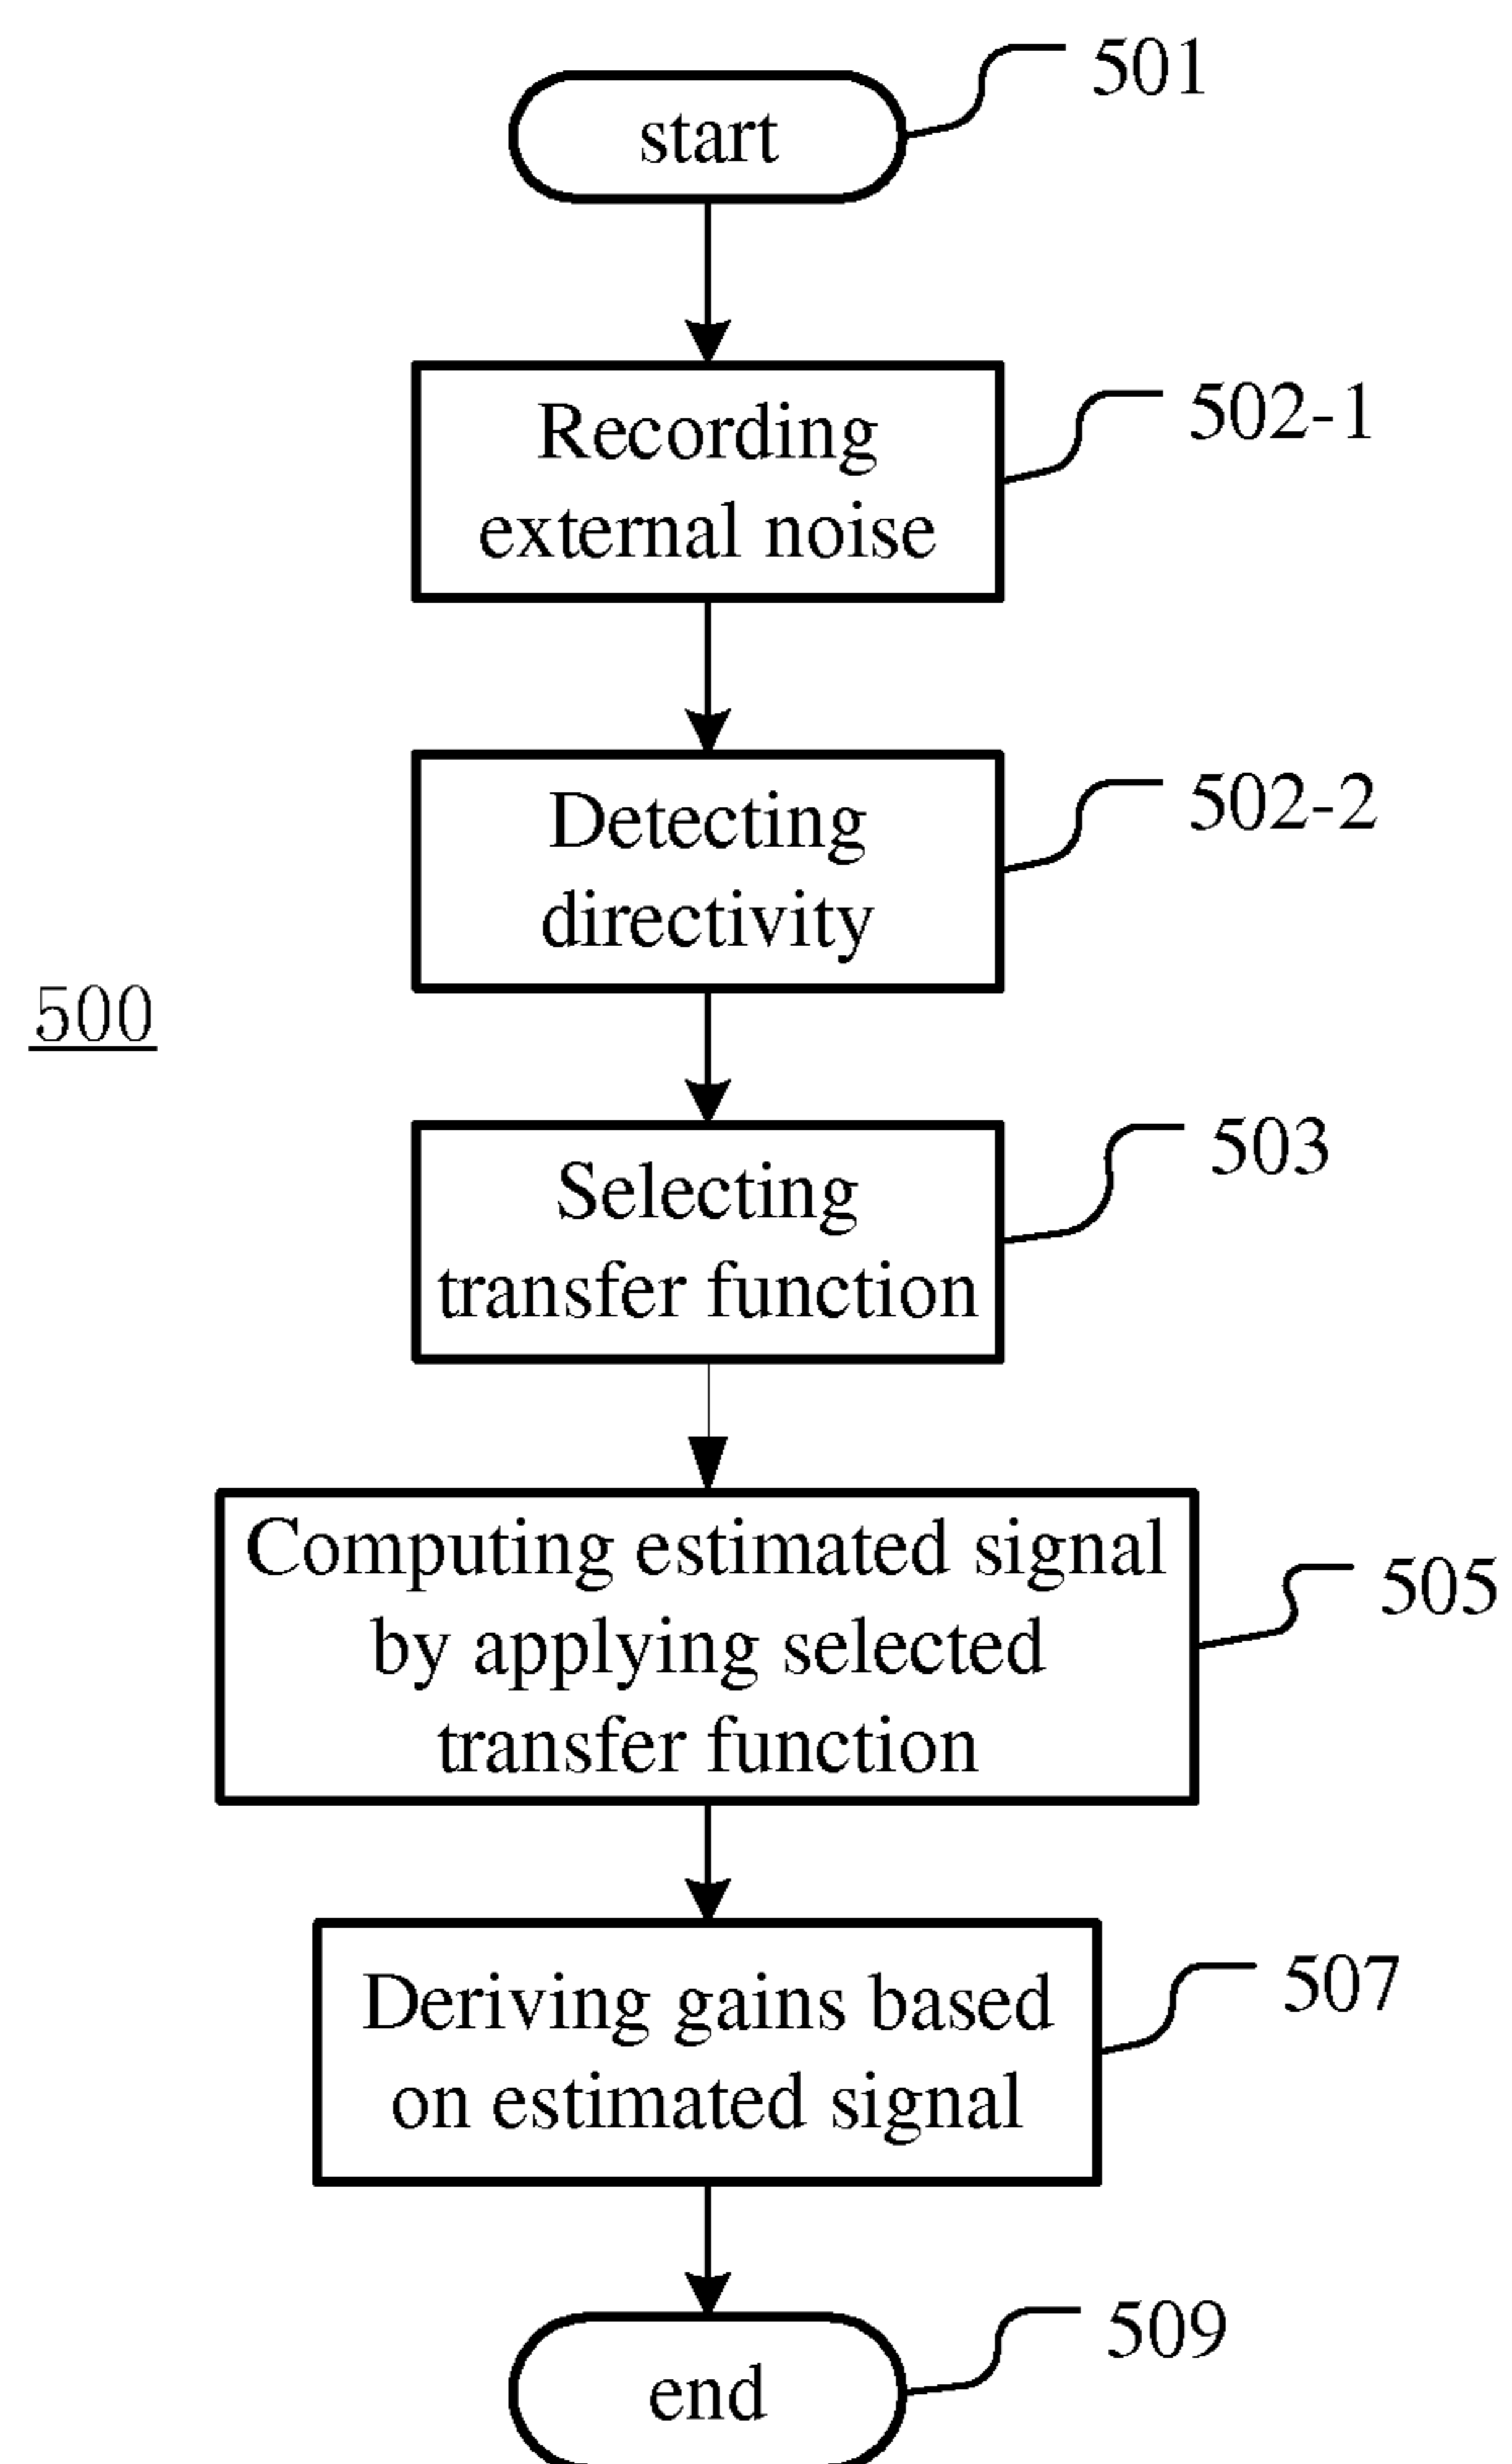 start
501
Recording
external noise
502-1
Detecting
directivity
502-2
500
Selecting
transfer function
503
Computing estimated signal
by applying selected
transfer function
505
Deriving gains based
on estimated signal
507
end
509